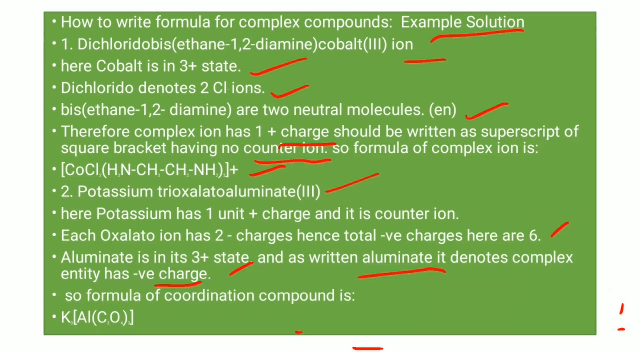 • How to write formula for complex compounds:  Example Solution
• 1. Dichloridobis(ethane-1,2-diamine)cobalt(III) ion
• here Cobalt is in 3+ state.
• Dichlorido denotes 2 Cl ions.
• bis(ethane-1,2- diamine) are two neutral molecules. (en)
• Therefore complex ion has 1 + charge should be written as superscript of
square bracket having no counter ion. so formula of complex ion is:
• [CoCl₂(H₂N-CH₂-CH₂-NH₂)₂]+
• 2. Potassium trioxalatoaluminate(III)
• here Potassium has 1 unit + charge and it is counter ion.
• Each Oxalato ion has 2 - charges hence total -ve charges here are 6.
• Aluminate is in its 3+ state and as written aluminate it denotes complex
entity has -ve charge.
• so formula of coordination compound is:
• K₃[Al(C₂O₄)₃]